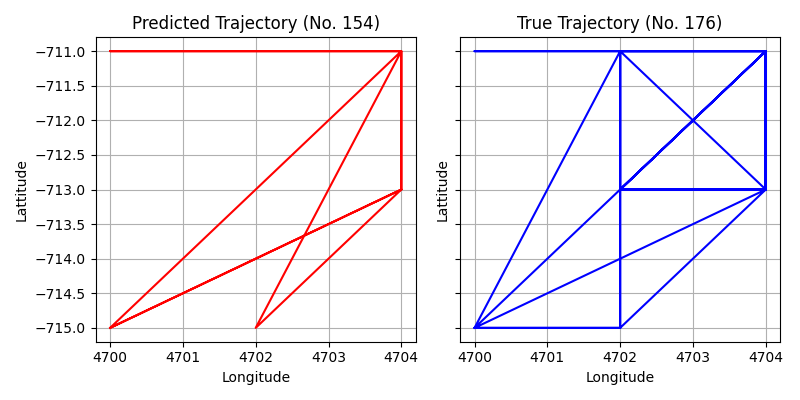 Predicted Trajectory (No. 154)
True Trajectory (No. 176)
−711.0
−711.5
−712.0
−712.5
−713.0
−713.5
−714.0
−714.5
−715.0
Lattitude
Lattitude
4700 4701 4702 4703 4704
4700 4701 4702 4703 4704
Longitude
Longitude